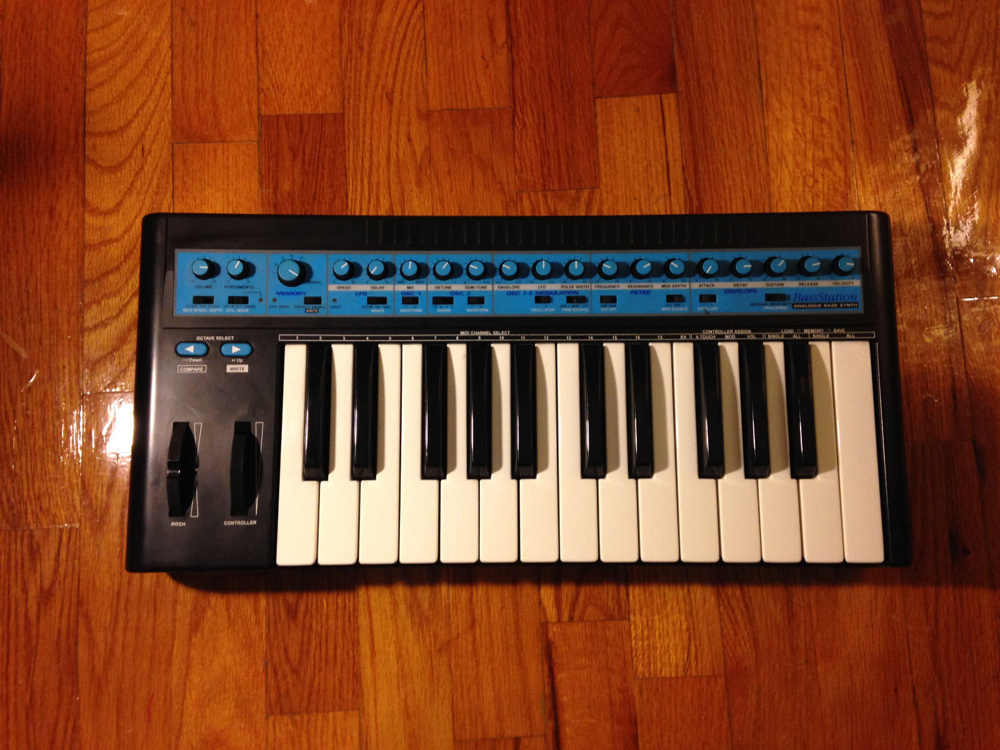 VOLUME PORTAMENTO
MOD WHEEL DEPTH UTIL. MODE
MANUAL
MEMORY
WRITE
SPEED DELAY
LFO
SPEED
SHAPE
MIX
OSC 1
WAVEFORM
DETUNE SEMI-TONE
OSC 2
RANGE WAVEFORM
ENVELOPE LFO PULSE WIDTH
OSC 1-2 MODULATION
OSCILLATOR PWM SOURCE
FREQUENCY RESONANCE MOD DEPTH
FILTER
CUT-OFF MOD SOURCE
ATTACK DECAY SUSTAIN RELEASE VELOCITY
ENVELOPE
ENVELOPE TRIGGERING
BassStation
ANALOGUE BASS SYNTH
OCTAVE SELECT
−/Down +/Up
COMPARE WRITE
MIDI CHANNEL SELECT
1 2 3 4 5 6 7 8 9 10 11 12 13 14 15 16 TX RX
CONTROLLER ASSIGN
A.TOUCH MOD VOL
LOAD − MEMORY − SAVE
SINGLE ALL SINGLE ALL
PITCH CONTROLLER